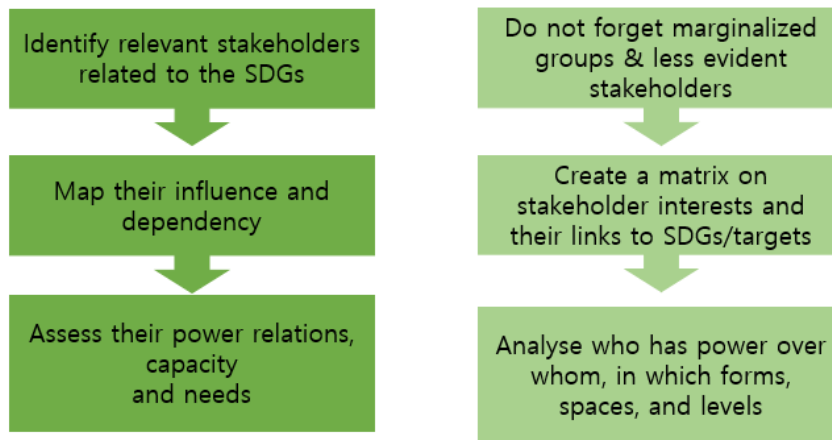 Identify relevant stakeholders
related to the SDGs
Map their influence and
dependency
Assess their power relations,
capacity
and needs
Do not forget marginalized
groups & less evident
stakeholders
Create a matrix on
stakeholder interests and
their links to SDGs/targets
Analyse who has power over
whom, in which forms,
spaces, and levels